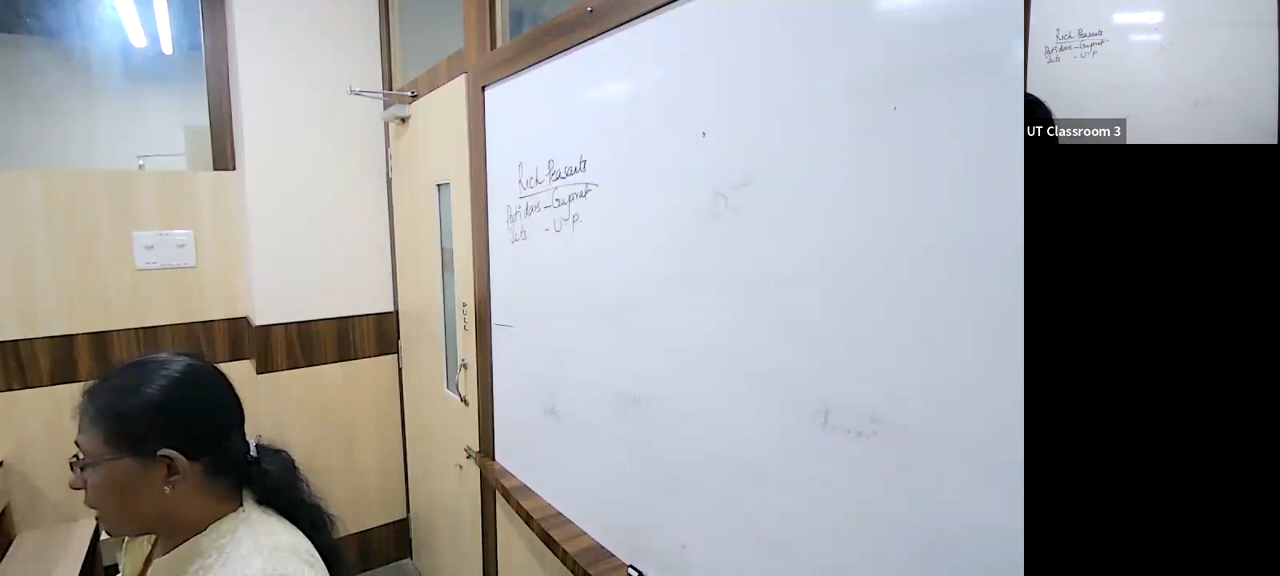 Rich Peasants
Patidars - Gujarat
Jats - U.P.
PULL
UT Classroom 3